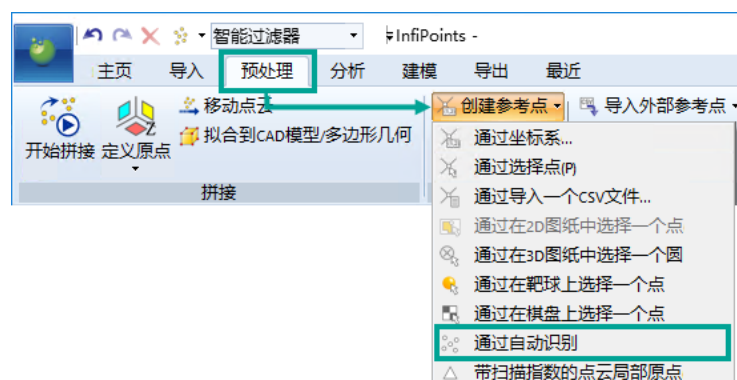 智能过滤器
InfiPoints -
主页 导入 预处理 分析 建模 导出 最近
开始拼接 定义原点 移动点云 创建参考点 导入外部参考点
拟合到CAD模型/多边形几何
拼接
通过坐标系...
通过选择点(P)
通过导入一个CSV文件...
通过在2D图纸中选择一个点
通过在3D图纸中选择一个圆
通过在靶球上选择一个点
通过在棋盘上选择一个点
通过自动识别
带扫描指数的点云局部原点